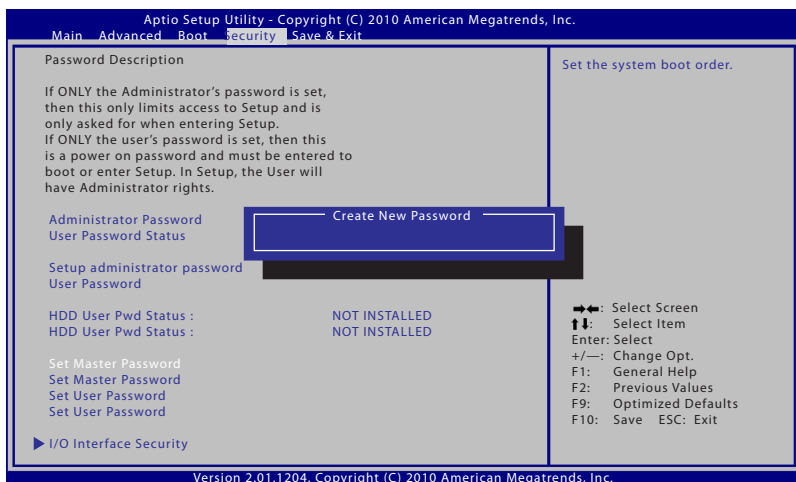 Aptio Setup Utility - Copyright (C) 2010 American Megatrends, Inc.
Main Advanced Boot Security Save & Exit
Password Description
If ONLY the Administrator's password is set,
then this only limits access to Setup and is
only asked for when entering Setup.
If ONLY the user's password is set, then this
is a power on password and must be entered to
boot or enter Setup. In Setup, the User will
have Administrator rights.
Administrator Password
User Password Status
Create New Password
Setup administrator password
User Password
HDD User Pwd Status : NOT INSTALLED
HDD User Pwd Status : NOT INSTALLED
Set Master Password
Set Master Password
Set User Password
Set User Password
I/O Interface Security
Set the system boot order.
→←: Select Screen
↑↓: Select Item
Enter: Select
+/—: Change Opt.
F1: General Help
F2: Previous Values
F9: Optimized Defaults
F10: Save ESC: Exit
Version 2.01.1204. Copyright (C) 2010 American Megatrends, Inc.